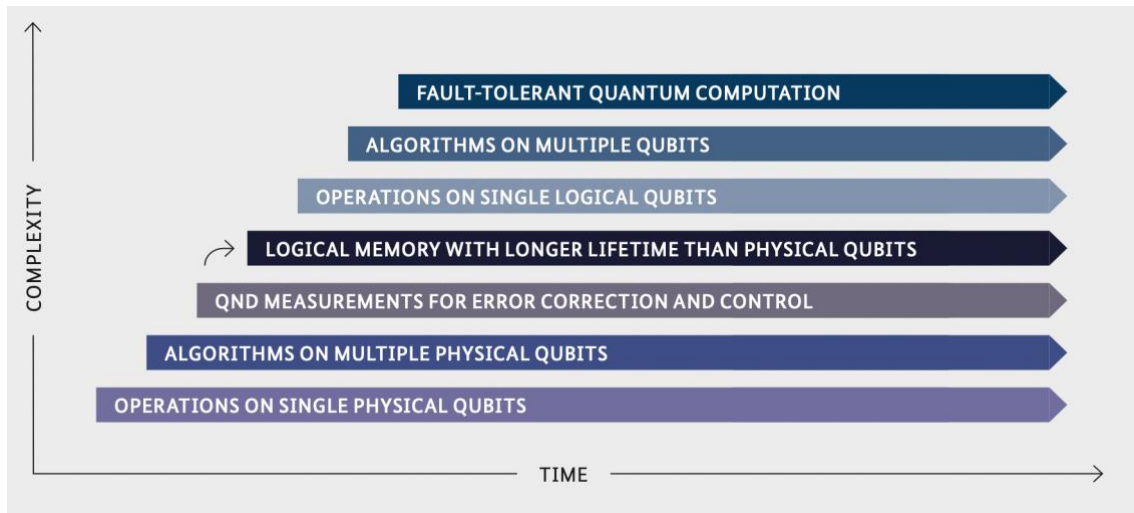 FAULT-TOLERANT QUANTUM COMPUTATION
ALGORITHMS ON MULTIPLE QUBITS
OPERATIONS ON SINGLE LOGICAL QUBITS
LOGICAL MEMORY WITH LONGER LIFETIME THAN PHYSICAL QUBITS
QND MEASUREMENTS FOR ERROR CORRECTION AND CONTROL
ALGORITHMS ON MULTIPLE PHYSICAL QUBITS
OPERATIONS ON SINGLE PHYSICAL QUBITS
COMPLEXITY
TIME